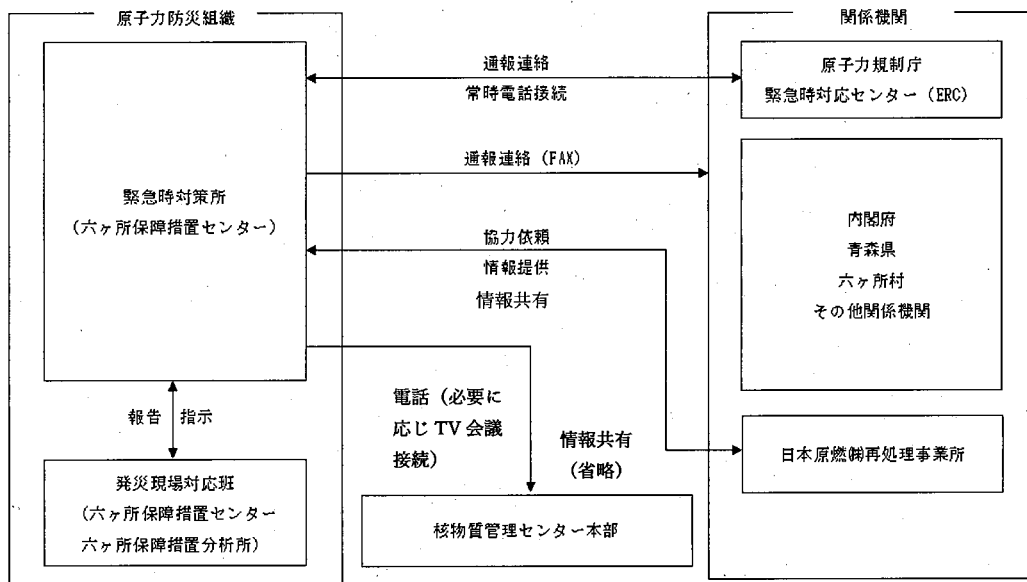 原子力防災組織
関係機関
緊急時対策所
(六ヶ所保障措置センター)
通報連絡
常時電話接続
原子力規制庁
緊急時対応センター(ERC)
通報連絡(FAX)
内閣府
青森県
六ヶ所村
その他関係機関
協力依頼
情報提供
情報共有
報告
指示
電話(必要に
応じTV会議
接続)
情報共有
(省略)
日本原燃㈱再処理事業所
発災現場対応班
(六ヶ所保障措置センター
六ヶ所保障措置分析所)
核物質管理センター本部